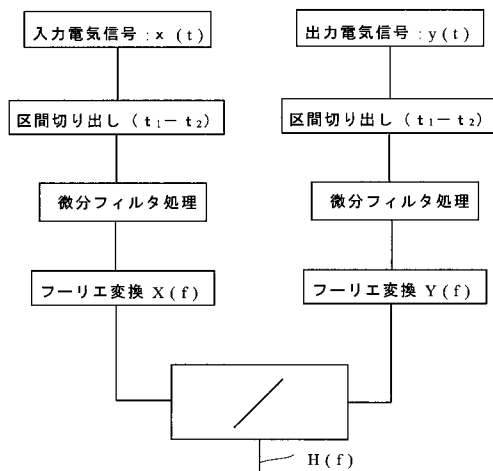 入力電気信号:x (t)
出力電気信号:y(t)
区間切り出し (t₁－t₂)
区間切り出し (t₁－t₂)
微分フィルタ処理
微分フィルタ処理
フーリエ変換 X(f)
フーリエ変換 Y(f)
H(f)